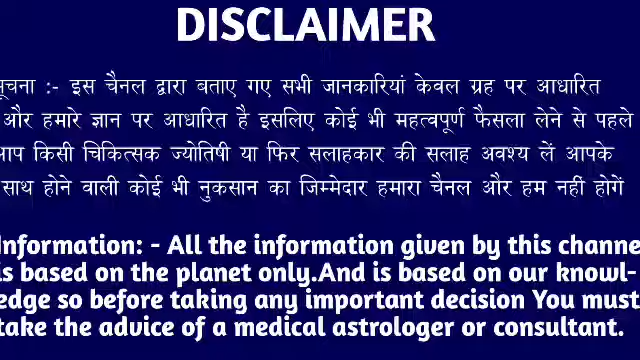 DISCLAIMER
सूचना :- इस चैनल द्वारा बताए गए सभी जानकारियां केवल ग्रह पर आधारित
और हमारे ज्ञान पर आधारित है इसलिए कोई भी महत्वपूर्ण फैसला लेने से पहले
आप किसी चिकित्सक ज्योतिषी या फिर सलाहकार की सलाह अवश्य लें आपके
साथ होने वाली कोई भी नुकसान का जिम्मेदार हमारा चैनल और हम नहीं होगें
Information: - All the information given by this channe
is based on the planet only.And is based on our knowl-
edge so before taking any important decision You must
take the advice of a medical astrologer or consultant.